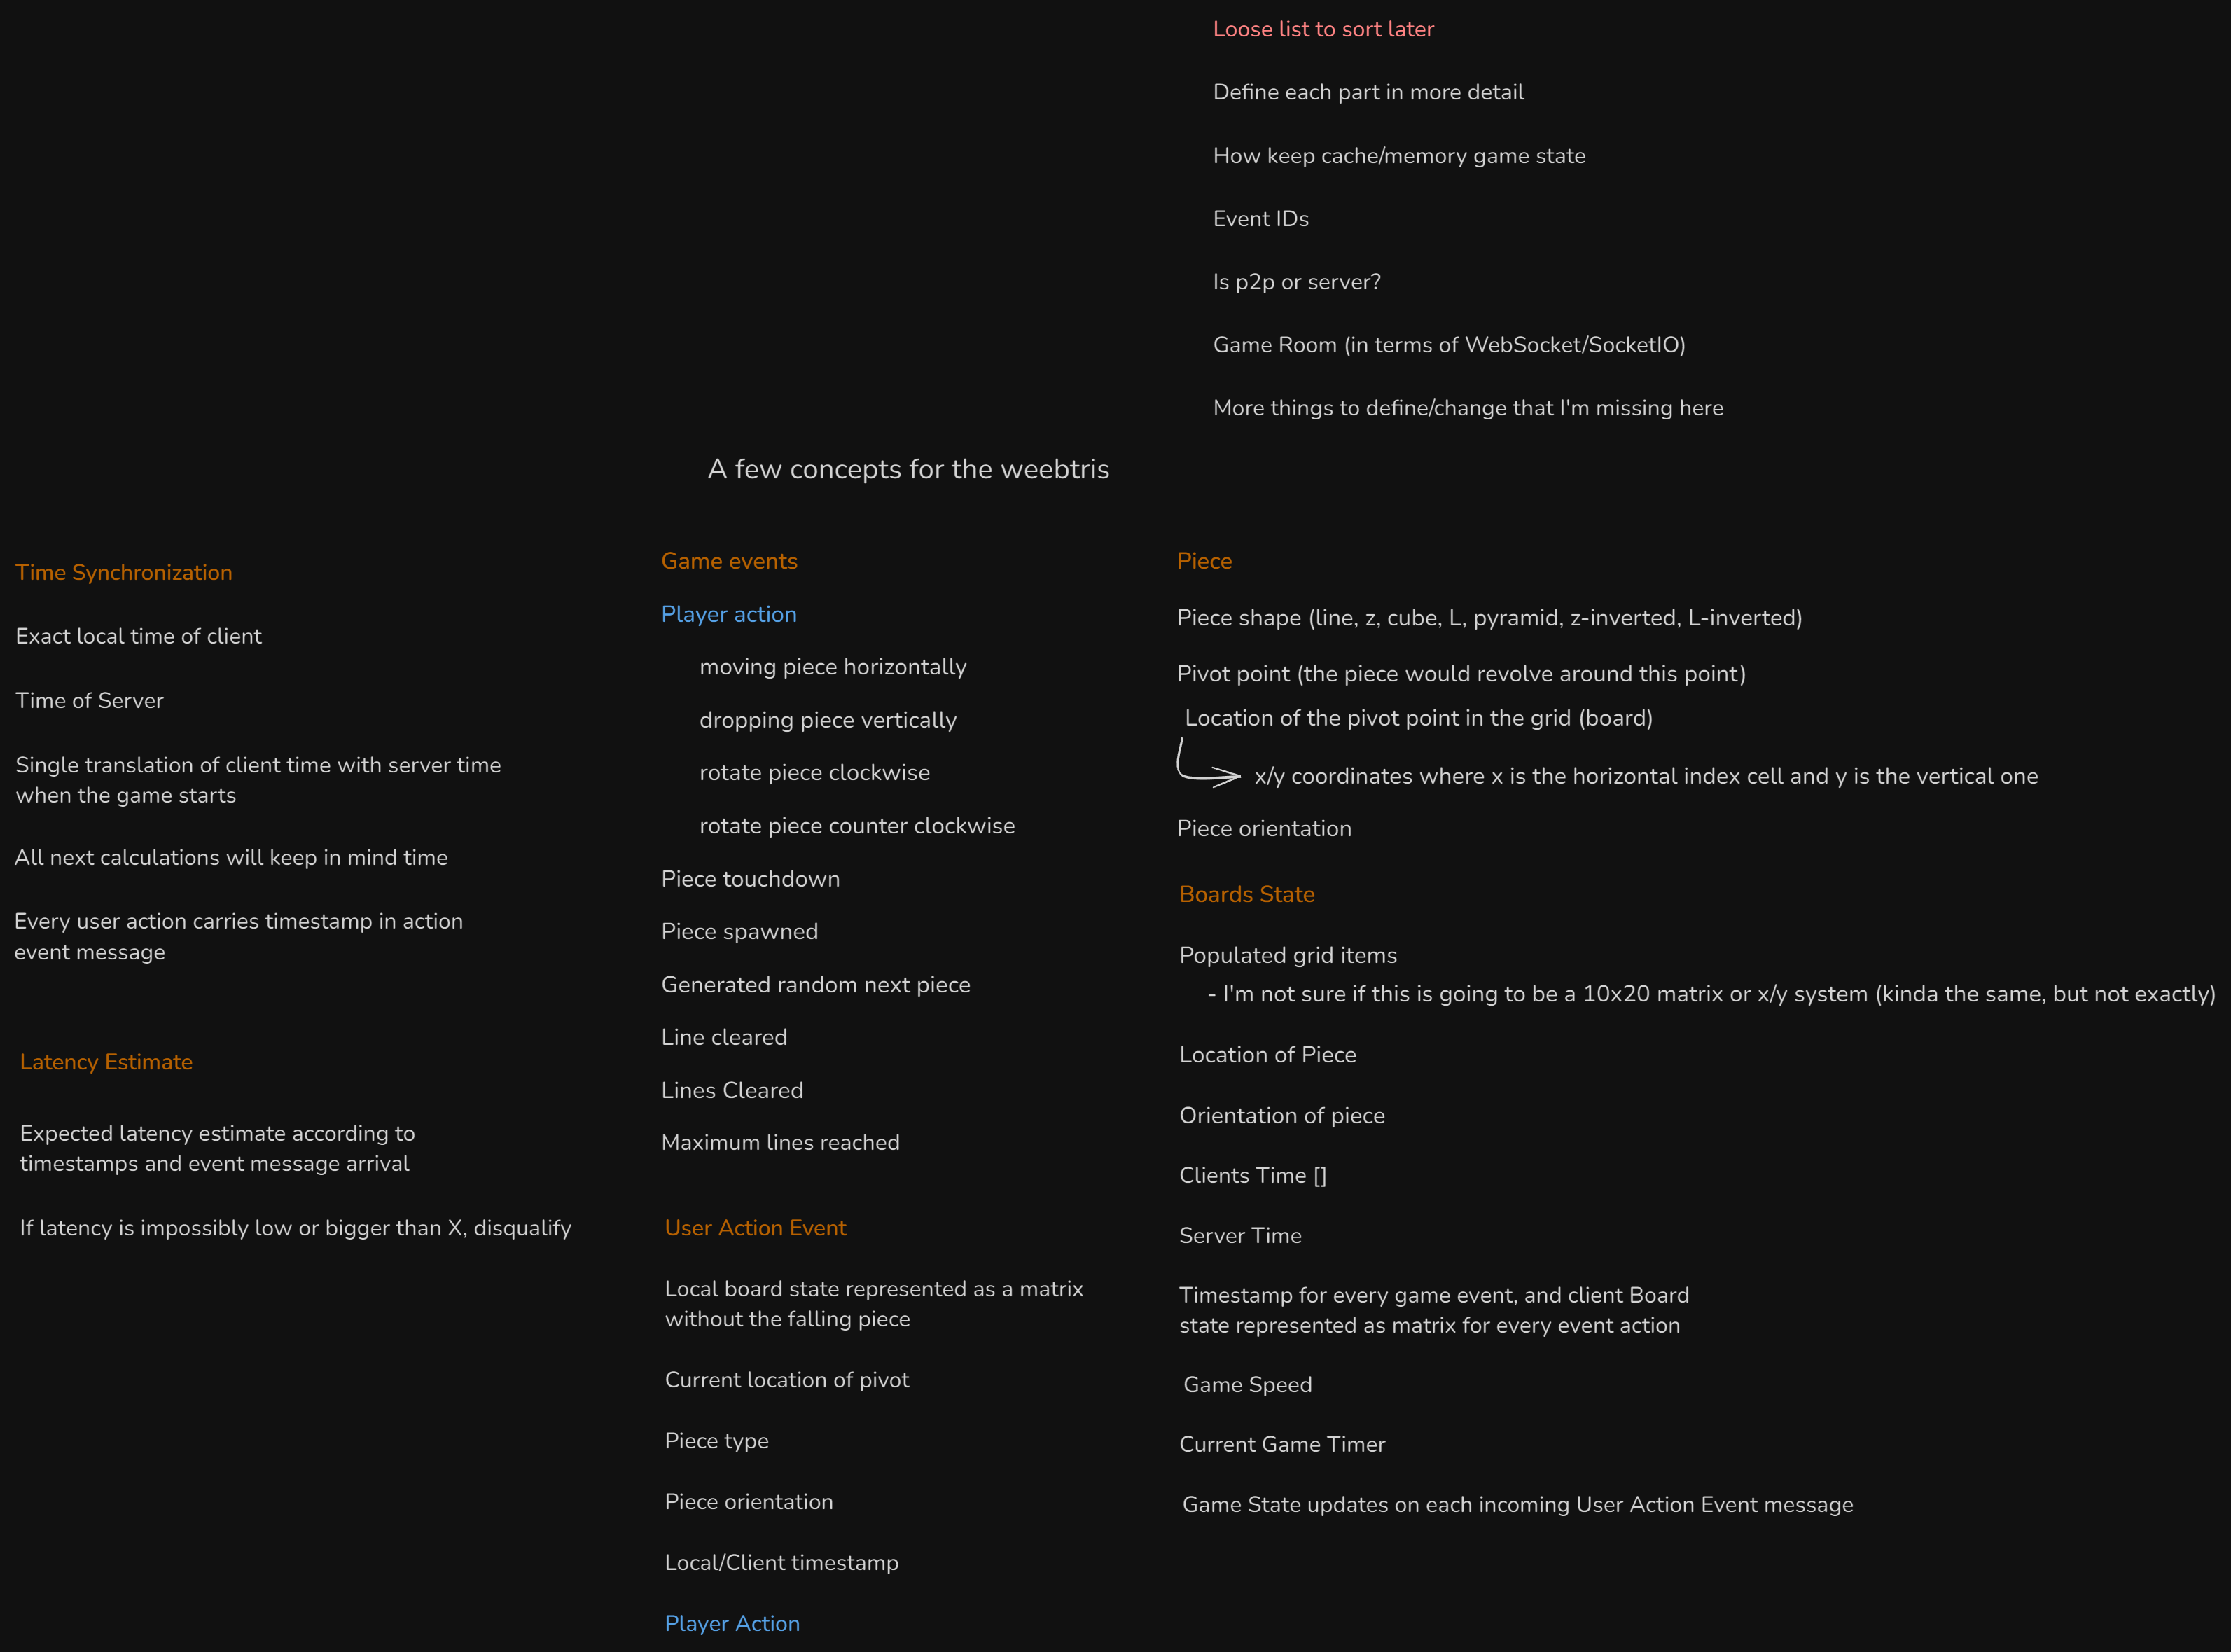 Loose list to sort later
Define each part in more detail
How keep cache/memory game state
Event IDs
Is p2p or server?
Game Room (in terms of WebSocket/SocketIO)
More things to define/change that I'm missing here
A few concepts for the weebtris
Time Synchronization
Exact local time of client
Time of Server
Single translation of client time with server time
when the game starts
All next calculations will keep in mind time
Every user action carries timestamp in action
event message
Latency Estimate
Expected latency estimate according to
timestamps and event message arrival
If latency is impossibly low or bigger than X, disqualify
Game events
Player action
moving piece horizontally
dropping piece vertically
rotate piece clockwise
rotate piece counter clockwise
Piece touchdown
Piece spawned
Generated random next piece
Line cleared
Lines Cleared
Maximum lines reached
User Action Event
Local board state represented as a matrix
without the falling piece
Current location of pivot
Piece type
Piece orientation
Local/Client timestamp
Player Action
Piece
Piece shape (line, z, cube, L, pyramid, z-inverted, L-inverted)
Pivot point (the piece would revolve around this point)
Location of the pivot point in the grid (board)
x/y coordinates where x is the horizontal index cell and y is the vertical one
Piece orientation
Boards State
Populated grid items
- I'm not sure if this is going to be a 10x20 matrix or x/y system (kinda the same, but not exactly)
Location of Piece
Orientation of piece
Clients Time []
Server Time
Timestamp for every game event, and client Board
state represented as matrix for every event action
Game Speed
Current Game Timer
Game State updates on each incoming User Action Event message